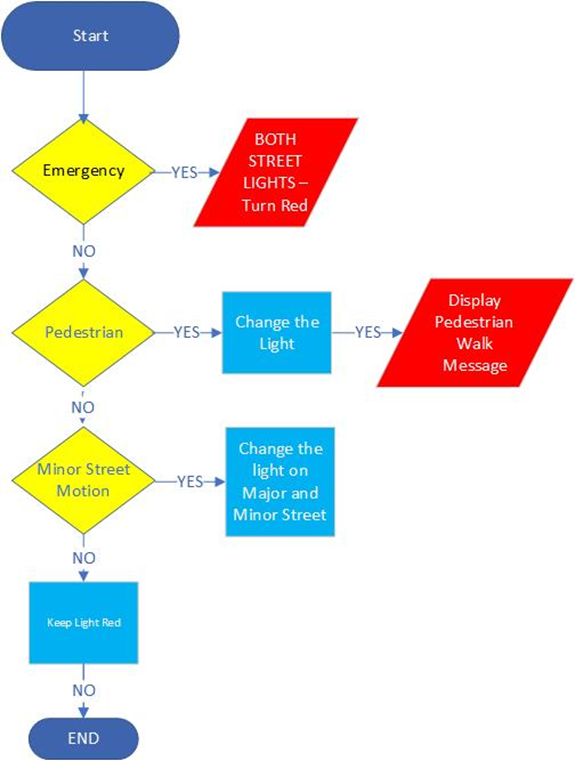 Start
Emergency
YES
BOTH
STREET
LIGHTS –
Turn Red
NO
Pedestrian
YES
Change the
Light
YES
Display
Pedestrian
Walk
Message
NO
Minor Street
Motion
YES
Change the
light on
Major and
Minor Street
NO
Keep Light Red
NO
END